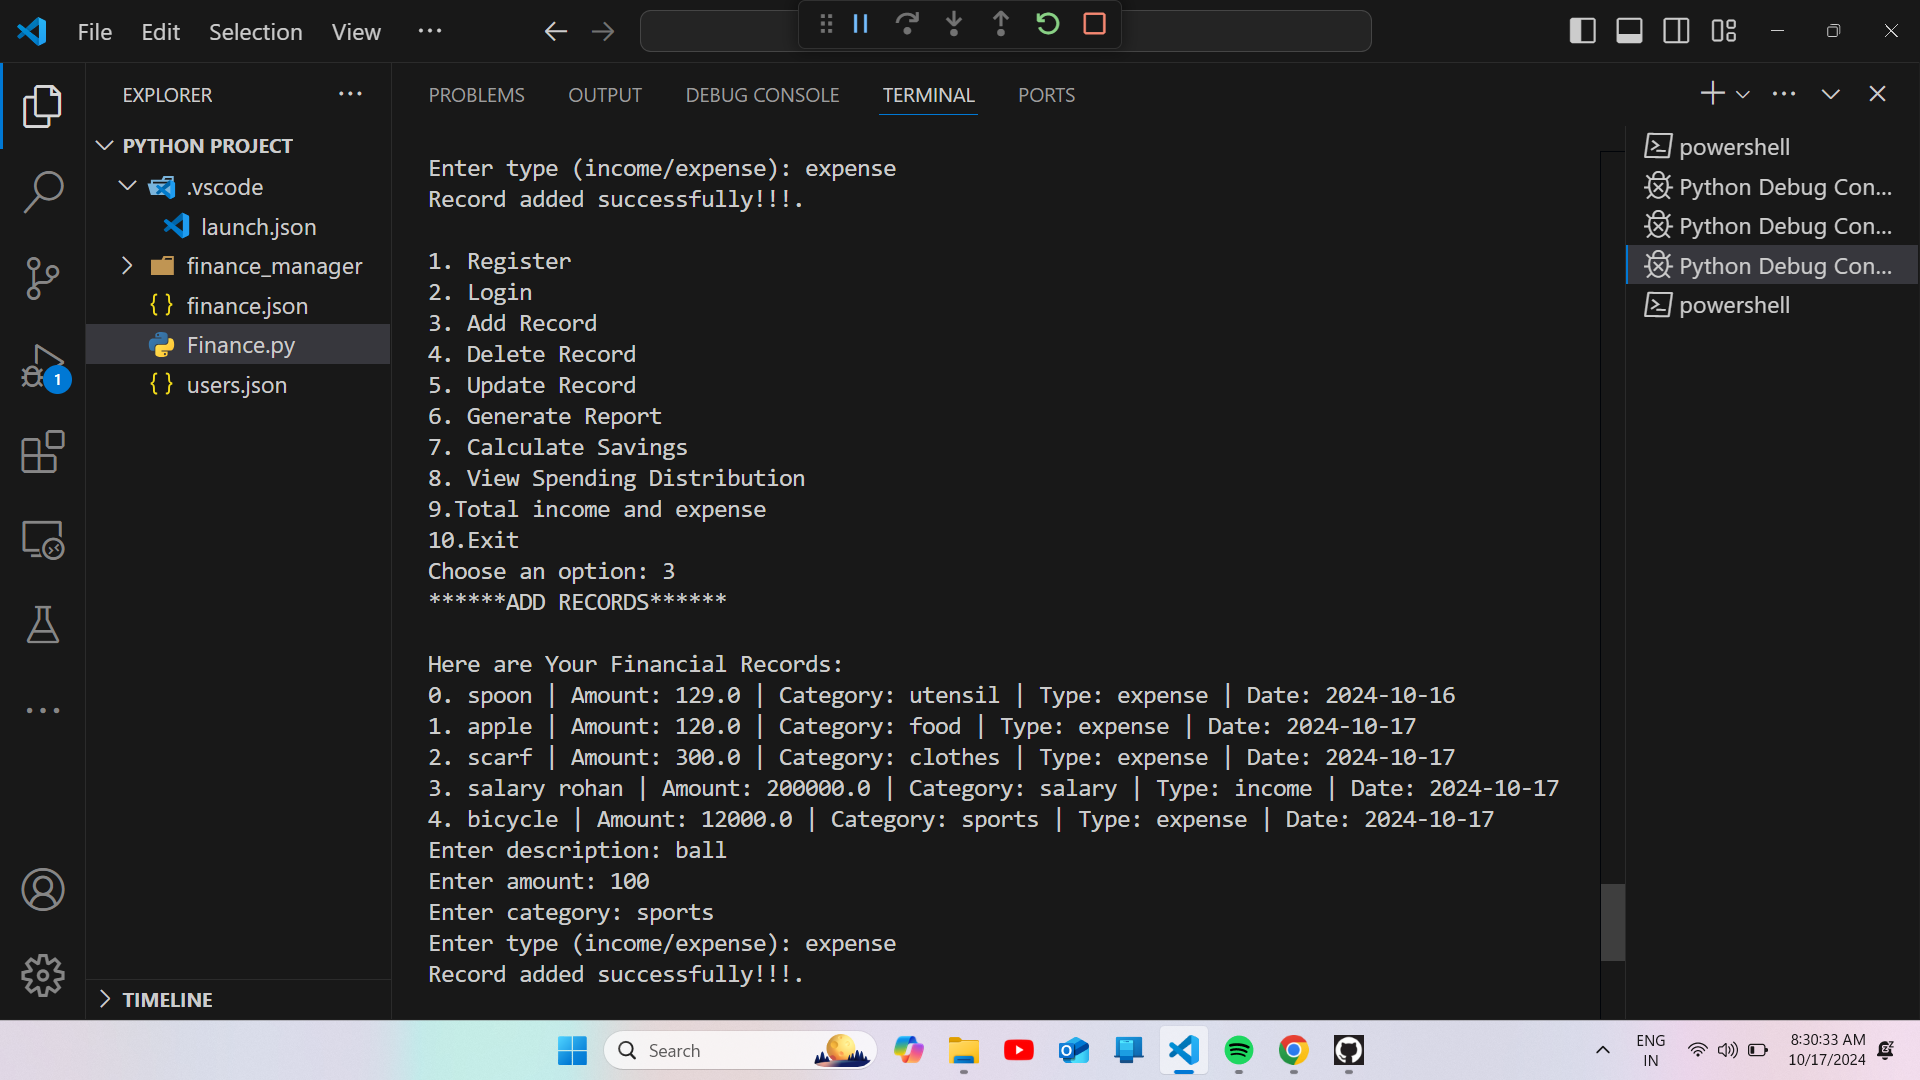 File Edit Selection View ···
EXPLORER ···
PYTHON PROJECT
.vscode
launch.json
finance_manager
finance.json
Finance.py
users.json
1
TIMELINE
PROBLEMS OUTPUT DEBUG CONSOLE TERMINAL PORTS
Enter type (income/expense): expense
Record added successfully!!!.
1. Register
2. Login
3. Add Record
4. Delete Record
5. Update Record
6. Generate Report
7. Calculate Savings
8. View Spending Distribution
9.Total income and expense
10.Exit
Choose an option: 3
******ADD RECORDS******
Here are Your Financial Records:
0. spoon | Amount: 129.0 | Category: utensil | Type: expense | Date: 2024-10-16
1. apple | Amount: 120.0 | Category: food | Type: expense | Date: 2024-10-17
2. scarf | Amount: 300.0 | Category: clothes | Type: expense | Date: 2024-10-17
3. salary rohan | Amount: 200000.0 | Category: salary | Type: income | Date: 2024-10-17
4. bicycle | Amount: 12000.0 | Category: sports | Type: expense | Date: 2024-10-17
Enter description: ball
Enter amount: 100
Enter category: sports
Enter type (income/expense): expense
Record added successfully!!!.
powershell
Python Debug Con...
Python Debug Con...
Python Debug Con...
powershell
Search
ENG
IN
8:30:33 AM
10/17/2024